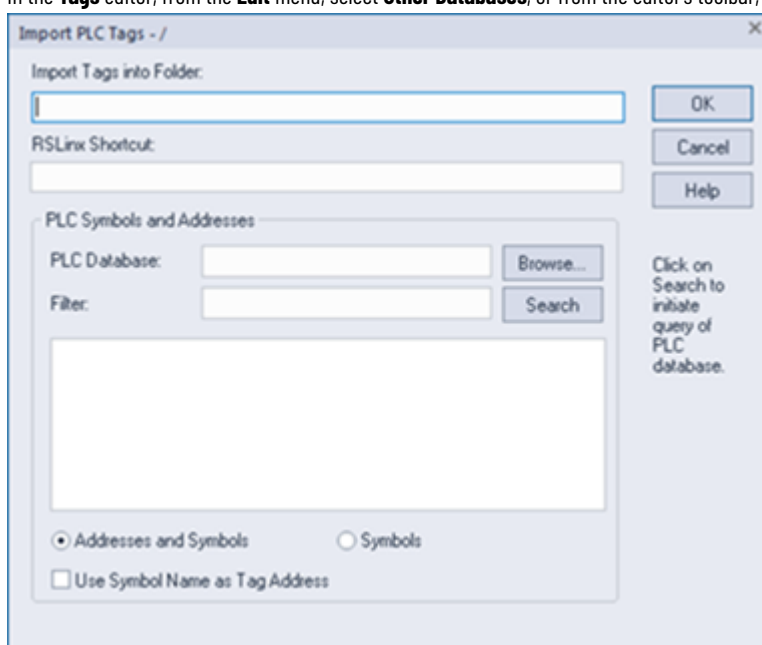 In the Tags editor, from the Edit menu, select Other Databases, or from the editor's toolbar,
Import PLC Tags - /
Import Tags into Folder:
OK
RSLinx Shortcut:
Cancel
Help
PLC Symbols and Addresses
PLC Database:
Browse...
Filter:
Search
Click on
Search to
initiate
query of
PLC
database.
Addresses and Symbols
Symbols
Use Symbol Name as Tag Address